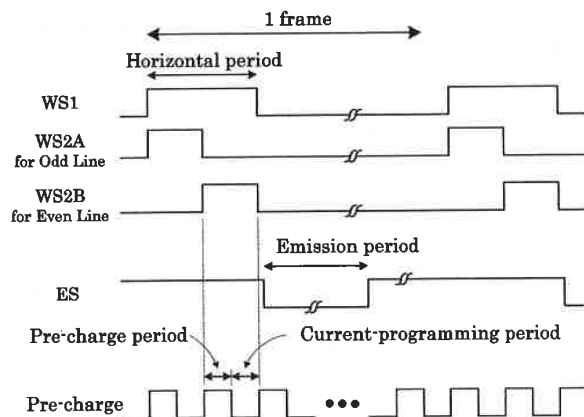 1 frame
Horizontal period
WS1
WS2A
for Odd Line
WS2B
for Even Line
Emission period
ES
Pre-charge period
Current-programming period
Pre-charge